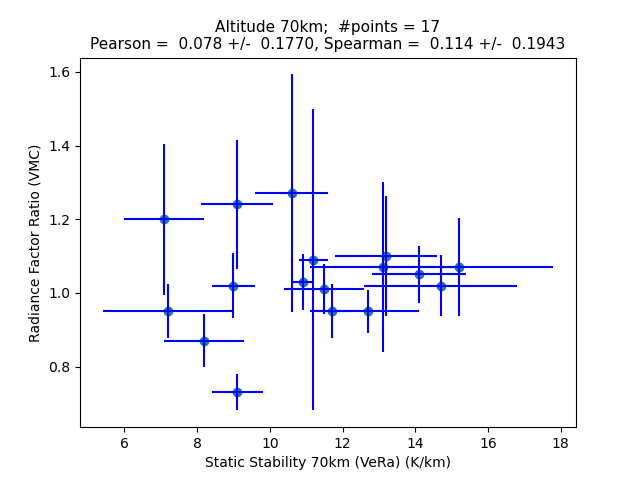 Altitude 70km;  #points = 17
Pearson =  0.078 +/-  0.1770, Spearman =  0.114 +/-  0.1943
1.6
1.4
1.2
1.0
0.8
Radiance Factor Ratio (VMC)
6 8 10 12 14 16 18
Static Stability 70km (VeRa) (K/km)